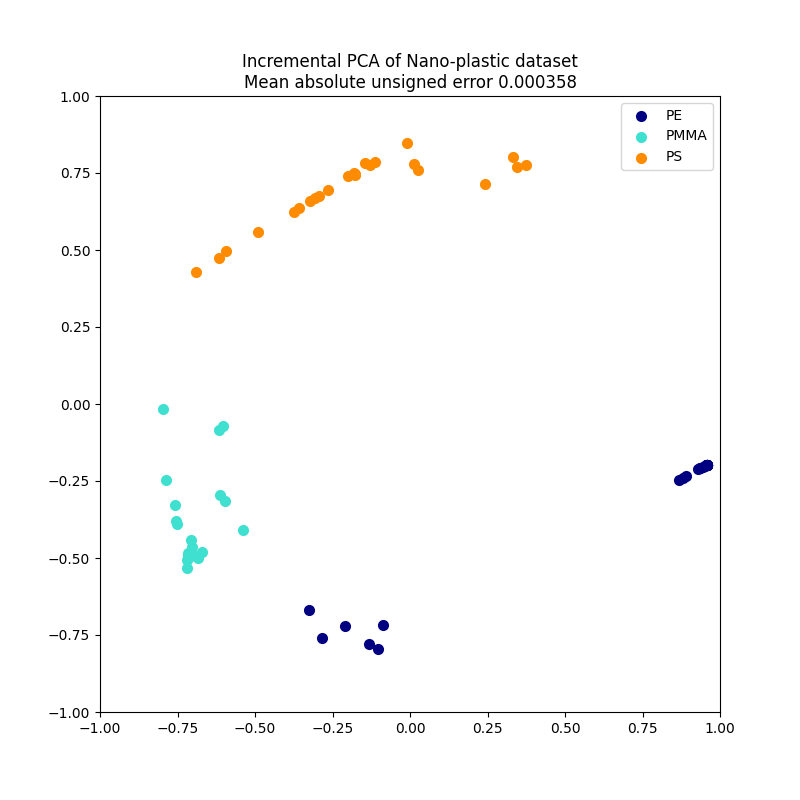 Incremental PCA of Nano-plastic dataset
Mean absolute unsigned error 0.000358
1.00
0.75
0.50
0.25
0.00
−0.25
−0.50
−0.75
−1.00
PE
PMMA
PS
−1.00 −0.75 −0.50 −0.25 0.00 0.25 0.50 0.75 1.00